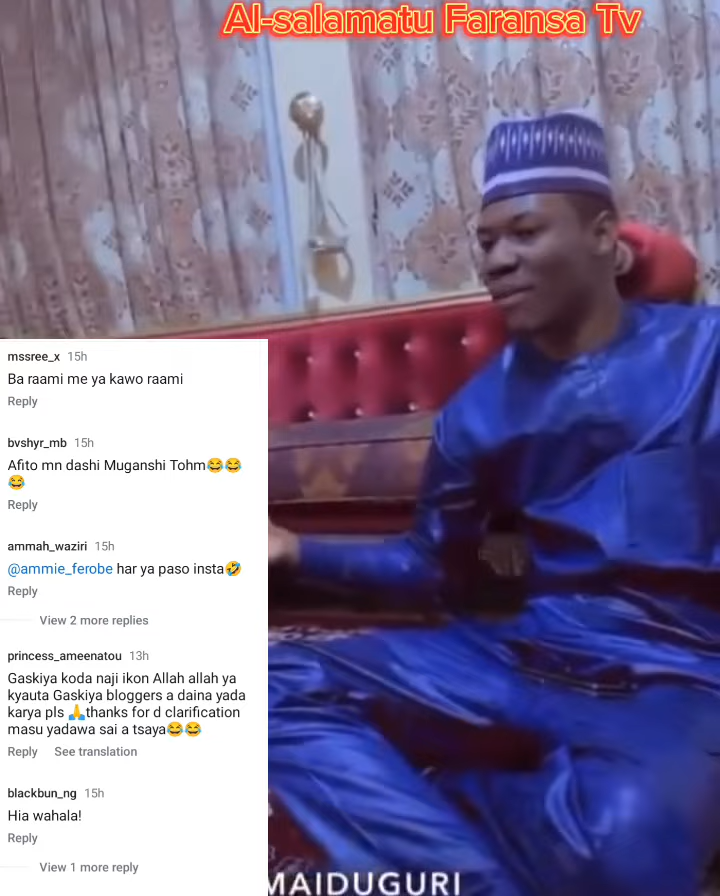 Al-salamatu Faransa Tv
mssree_x 15h
Ba raami me ya kawo raami
Reply
bvshyr_mb 15h
Afito mn dashi Muganshi Tohm😂😂
😂
Reply
ammah_waziri 15h
@ammie_ferobe har ya paso insta🤣
Reply
View 2 more replies
princess_ameenatou 13h
Gaskiya koda naji ikon Allah allah ya
kyauta Gaskiya bloggers a daina yada
karya pls 🙏thanks for d clarification
masu yadawa sai a tsaya😂😂
Reply See translation
blackbun_ng 15h
Hia wahala!
Reply
View 1 more reply
MAIDUGURI